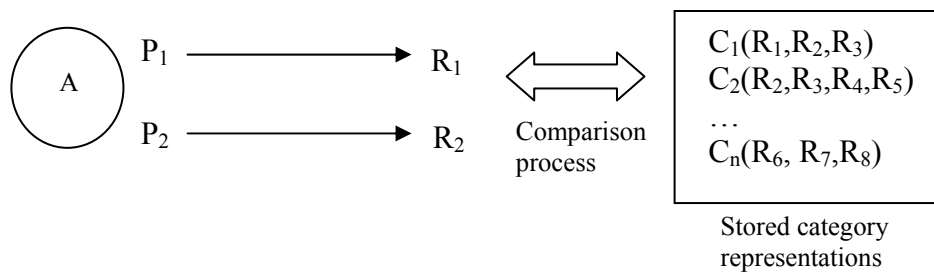 A
P₁
R₁
P₂
R₂
Comparison
process
C₁(R₁,R₂,R₃)
C₂(R₂,R₃,R₄,R₅)
…
Cₙ(R₆, R₇,R₈)
Stored category
representations